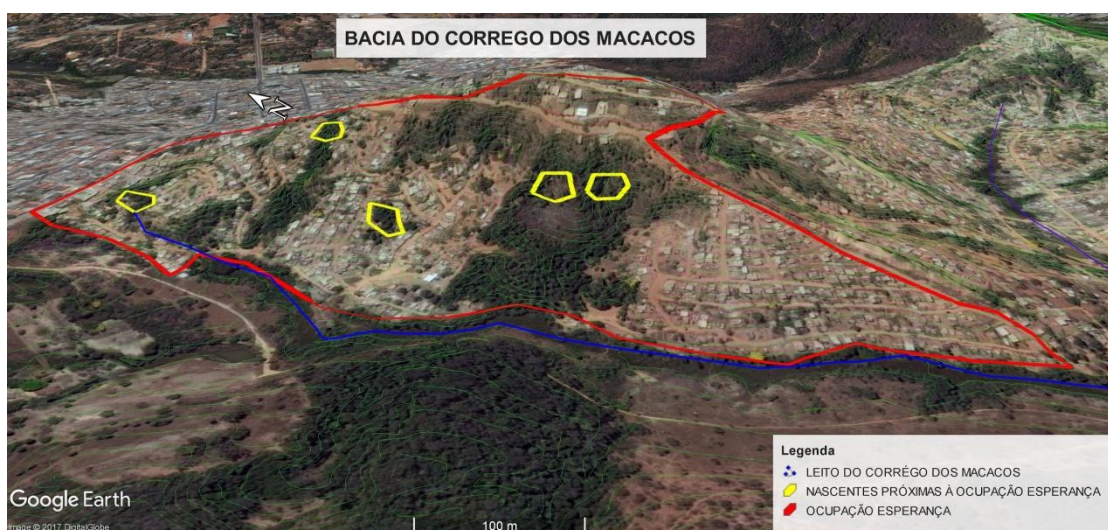 BACIA DO CORREGO DOS MACACOS
N
Legenda
LEITO DO CORRÉGO DOS MACACOS
NASCENTES PRÓXIMAS À OCUPAÇÃO ESPERANÇA
OCUPAÇÃO ESPERANÇA
Google Earth
Image © 2017 DigitalGlobe
100 m